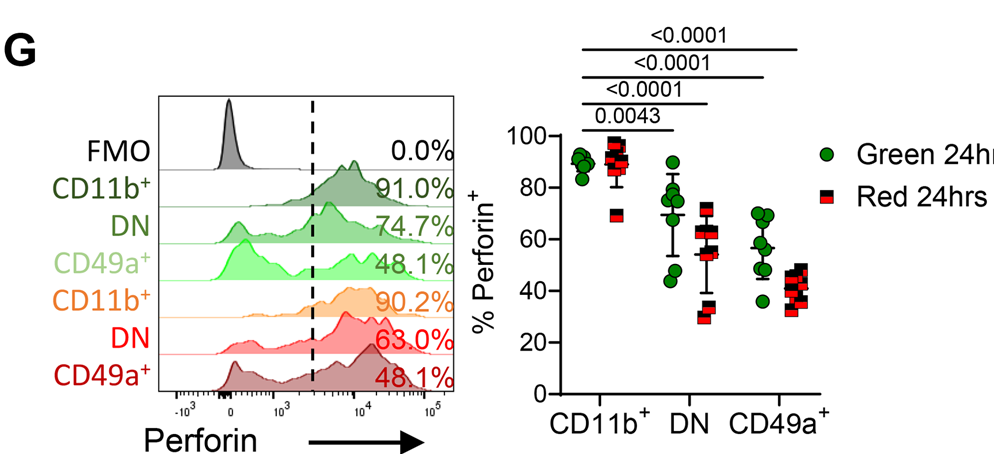 G
FMO 0.0%
CD11b⁺ 91.0%
DN 74.7%
CD49a⁺ 48.1%
CD11b⁺ 90.2%
DN 63.0%
CD49a⁺ 48.1%
-10³ 0 10³ 10⁴ 10⁵
Perforin
<0.0001
<0.0001
<0.0001
0.0043
% Perforin⁺
100
80
60
40
20
0
CD11b⁺ DN CD49a⁺
Green 24hr
Red 24hrs